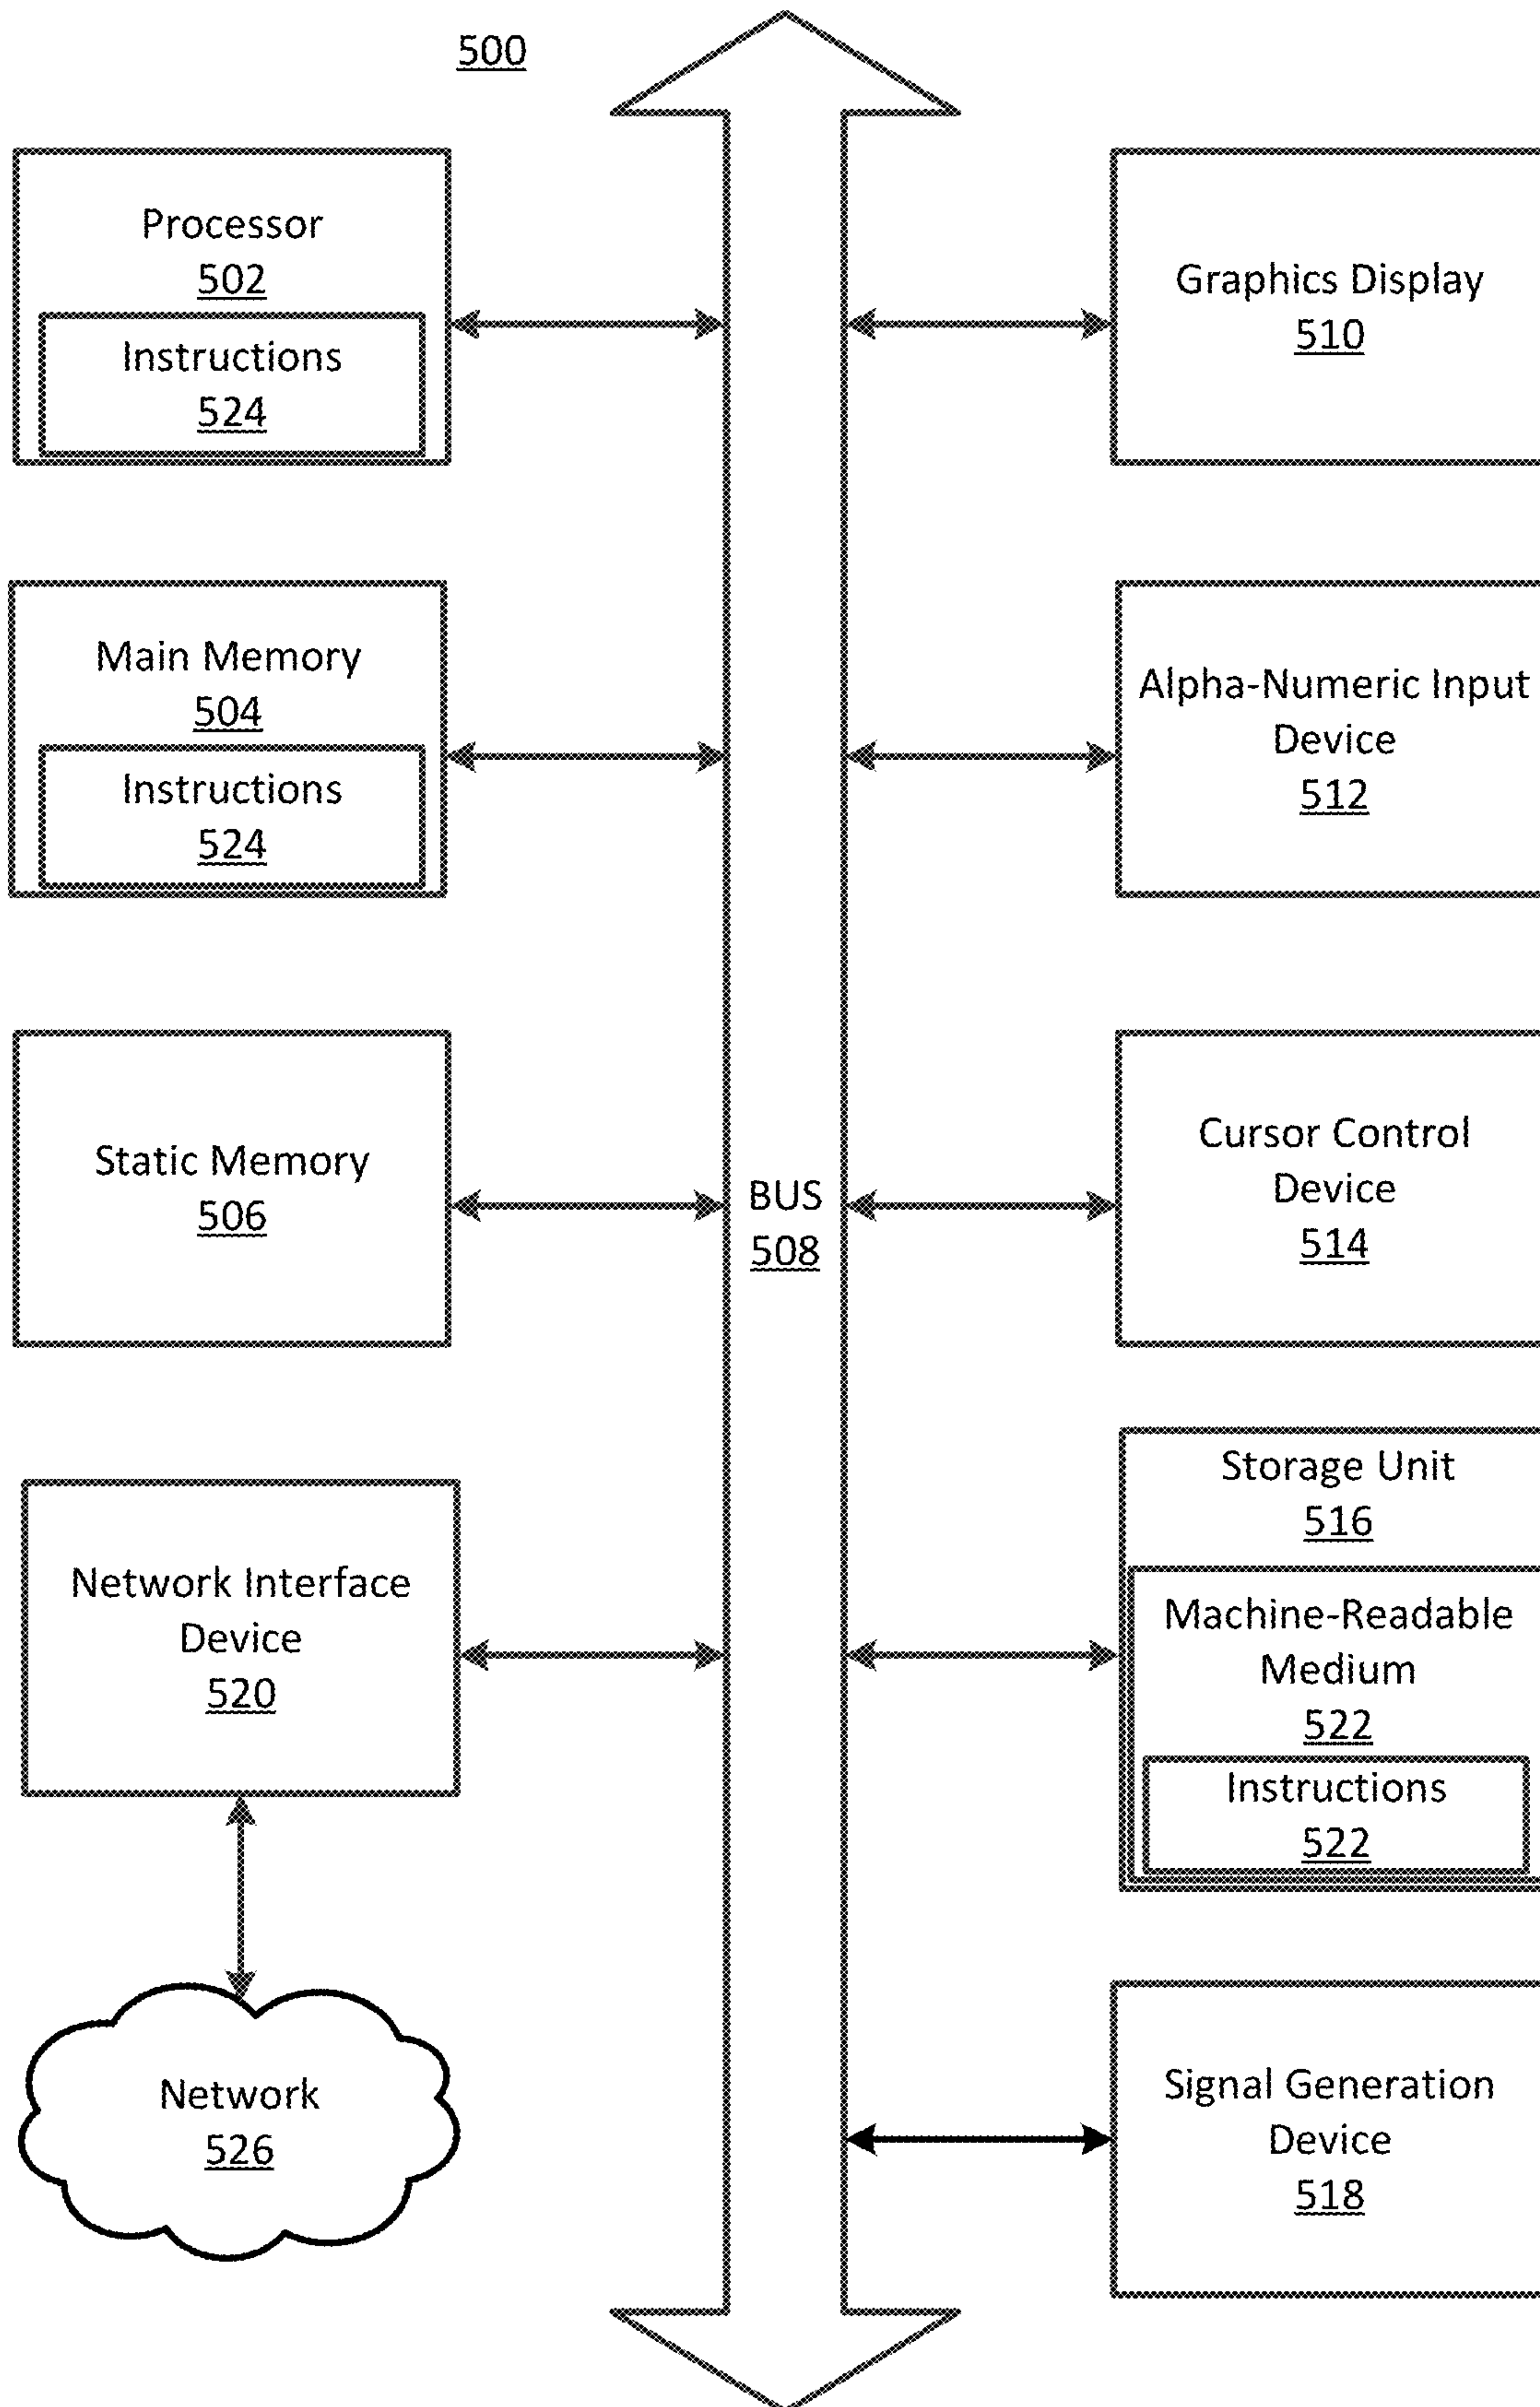 500
Processor
502
Instructions
524
Main Memory
504
Instructions
524
Static Memory
506
Network Interface
Device
520
Network
526
BUS
508
Graphics Display
510
Alpha-Numeric Input
Device
512
Cursor Control
Device
514
Storage Unit
516
Machine-Readable
Medium
522
Instructions
522
Signal Generation
Device
518